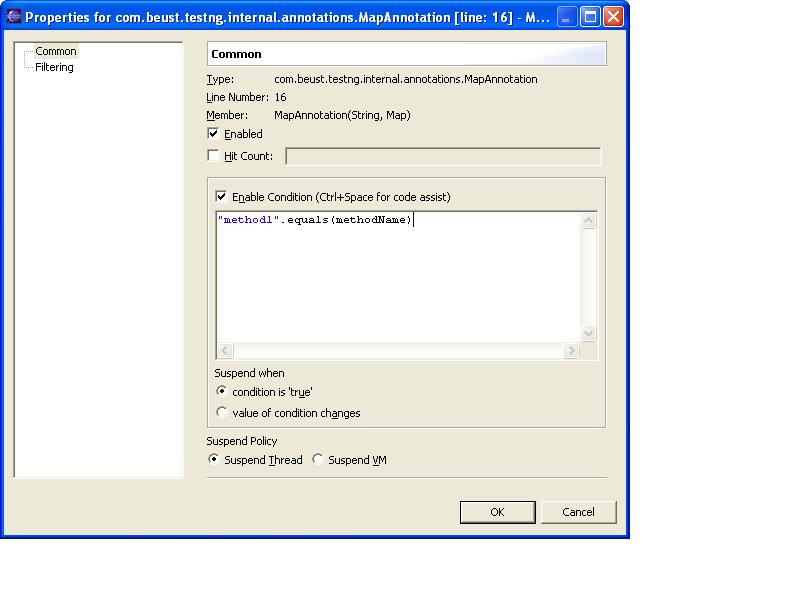 Properties for com.beust.testng.internal.annotations.MapAnnotation [line: 16] - M...
Common
Filtering
Common
Type: com.beust.testng.internal.annotations.MapAnnotation
Line Number: 16
Member: MapAnnotation(String, Map)
Enabled
Hit Count:
Enable Condition (Ctrl+Space for code assist)
"method1".equals(methodName)
Suspend when
condition is 'true'
value of condition changes
Suspend Policy
Suspend Thread Suspend VM
OK Cancel